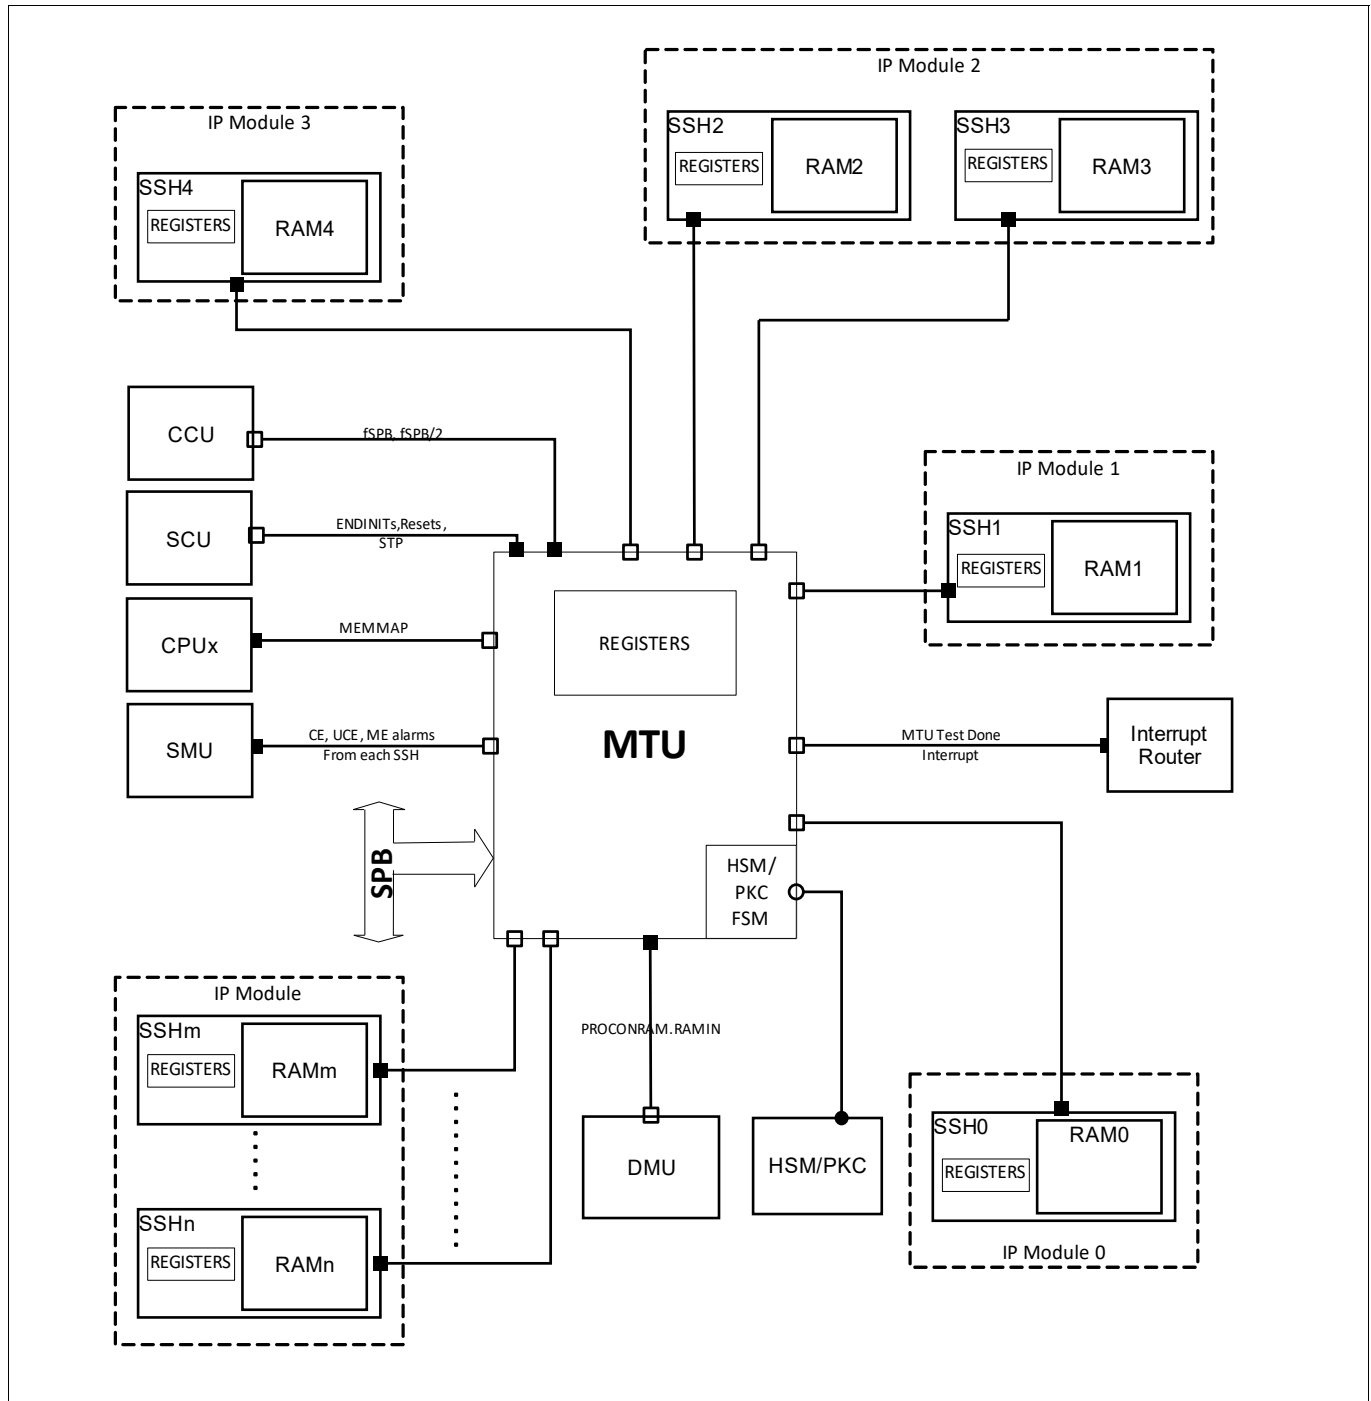 IP Module 2
SSH2
REGISTERS
RAM2
SSH3
REGISTERS
RAM3
IP Module 3
SSH4
REGISTERS
RAM4
CCU
fSPB, fSPB/2
SCU
ENDINITs,Resets,
STP
CPUx
MEMMAP
SMU
CE, UCE, ME alarms
From each SSH
IP Module 1
SSH1
REGISTERS
RAM1
REGISTERS
MTU
MTU Test Done
Interrupt
Interrupt
Router
SPB
HSM/
PKC
FSM
IP Module
SSHm
REGISTERS
RAMm
SSHn
REGISTERS
RAMn
PROCONRAM.RAMIN
DMU
HSM/PKC
SSH0
REGISTERS
RAM0
IP Module 0